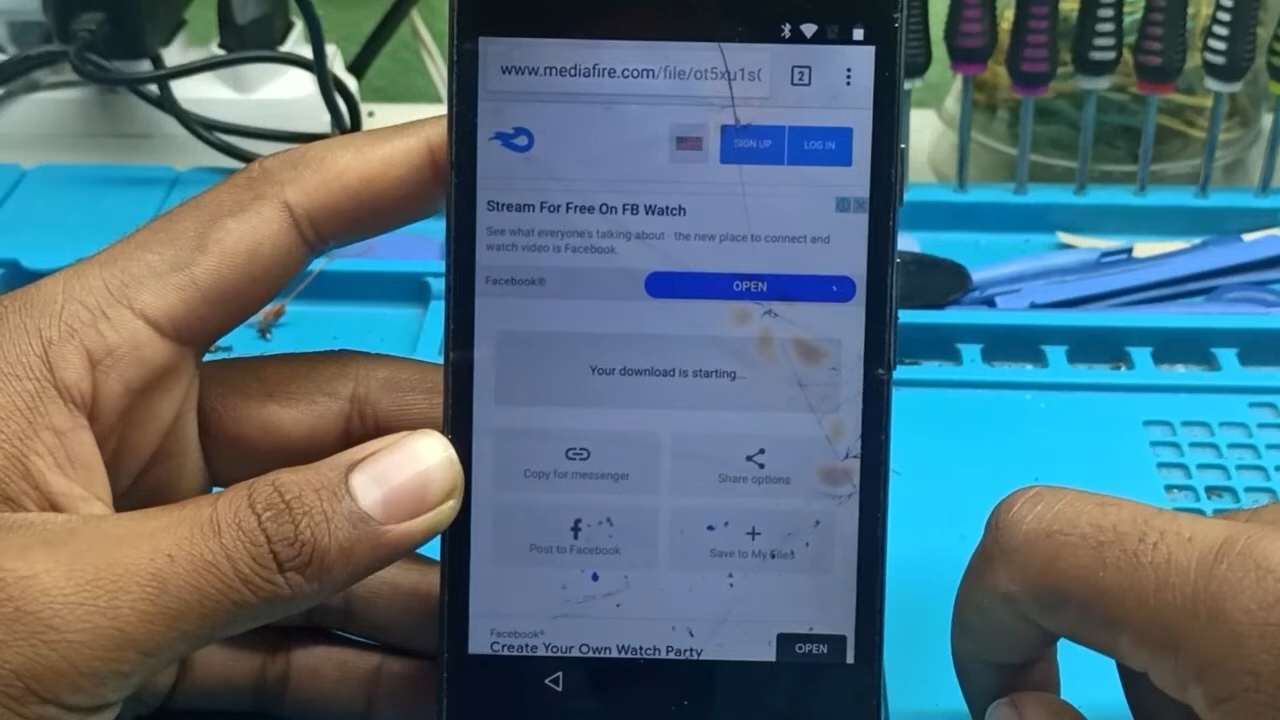 www.mediafire.com/file/ot5xu1s(
2
SIGN UP
LOG IN
Stream For Free On FB Watch
See what everyone's talking about the new place to connect and
watch video is Facebook.
Facebook®
OPEN
Your download is starting...
Copy for messenger
Share options
Post to Facebook
Save to My Files
Facebook®
Create Your Own Watch Party
OPEN